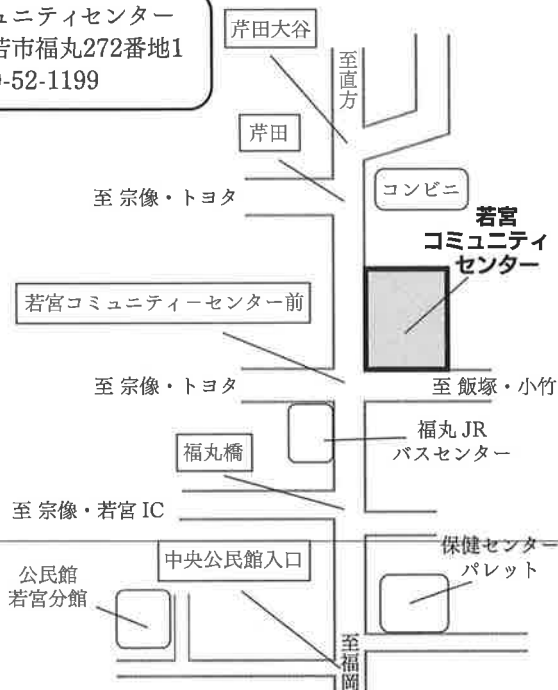 ュニティセンター
若市福丸272番地1
-52-1199
芹田大谷
至直方
芹田
コンビニ
至 宗像・トヨタ
若宮
コミュニティ
センター
若宮コミュニティーセンター前
至 宗像・トヨタ
至 飯塚・小竹
福丸 JR
バスセンター
福丸橋
至 宗像・若宮 IC
保健センター
パレット
中央公民館入口
公民館
若宮分館
至福岡